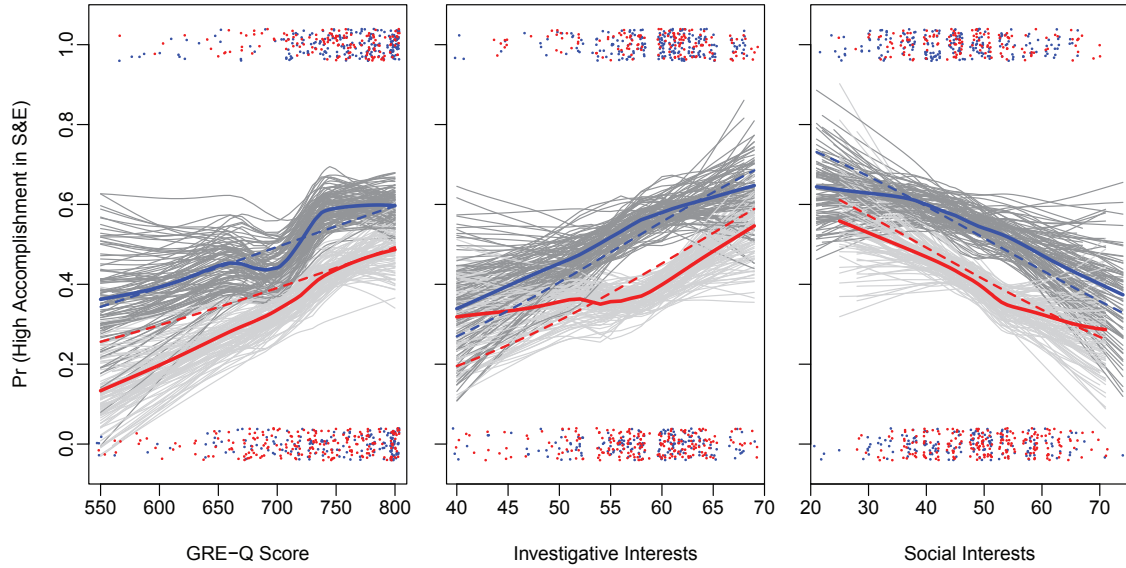 Pr (High Accomplishment in S&E)
1.0
0.8
0.6
0.4
0.2
0.0
550 600 650 700 750 800
40 45 50 55 60 65 70
20 30 40 50 60 70
GRE−Q Score
Investigative Interests
Social Interests